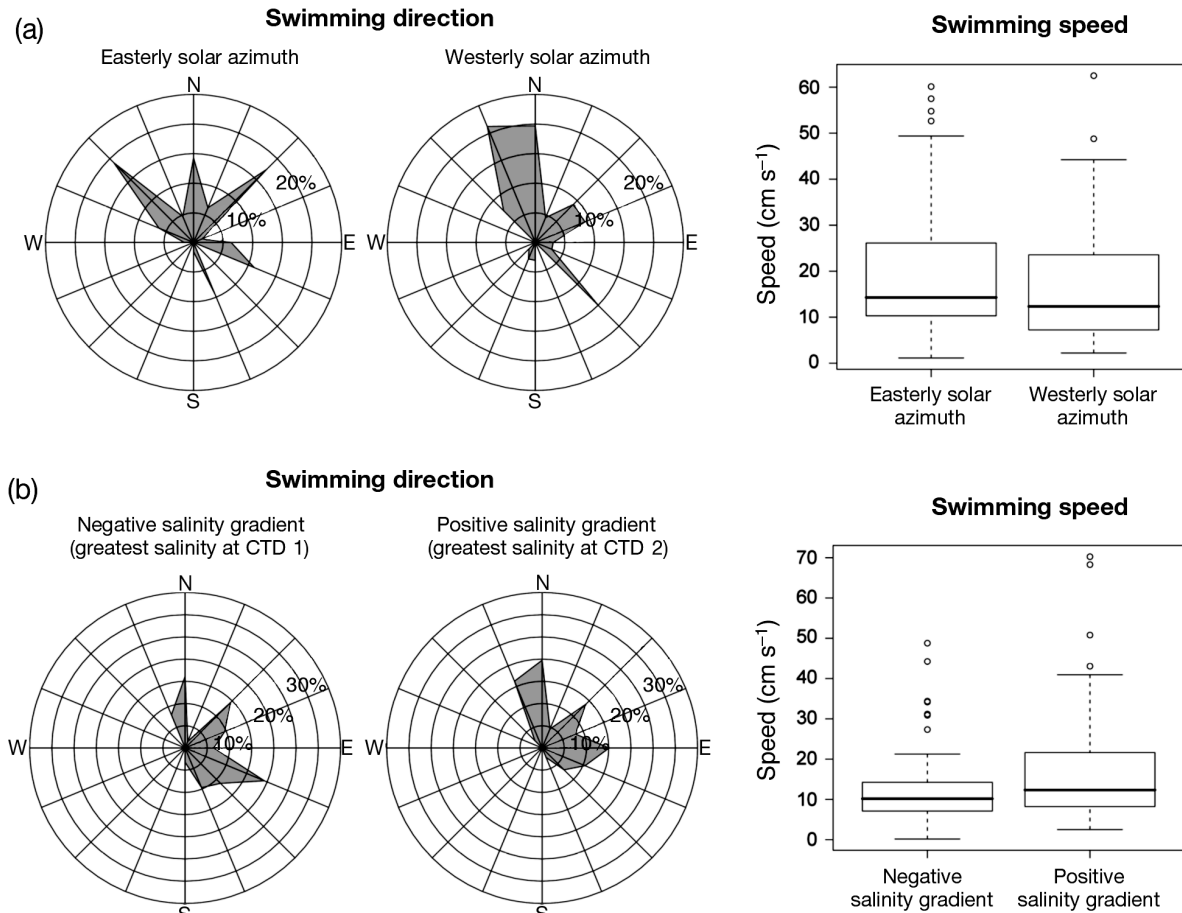 (a)
Swimming direction
Easterly solar azimuth
Westerly solar azimuth
N
W
E
S
10%
20%
N
W
E
S
10%
20%
Swimming speed
Speed (cm s⁻¹)
60
50
40
30
20
10
0
Easterly solar
azimuth
Westerly solar
azimuth
(b)
Swimming direction
Negative salinity gradient
(greatest salinity at CTD 1)
Positive salinity gradient
(greatest salinity at CTD 2)
N
W
E
S
10%
20%
30%
N
W
E
S
10%
20%
30%
Swimming speed
Speed (cm s⁻¹)
70
60
50
40
30
20
10
0
Negative
salinity gradient
Positive
salinity gradient